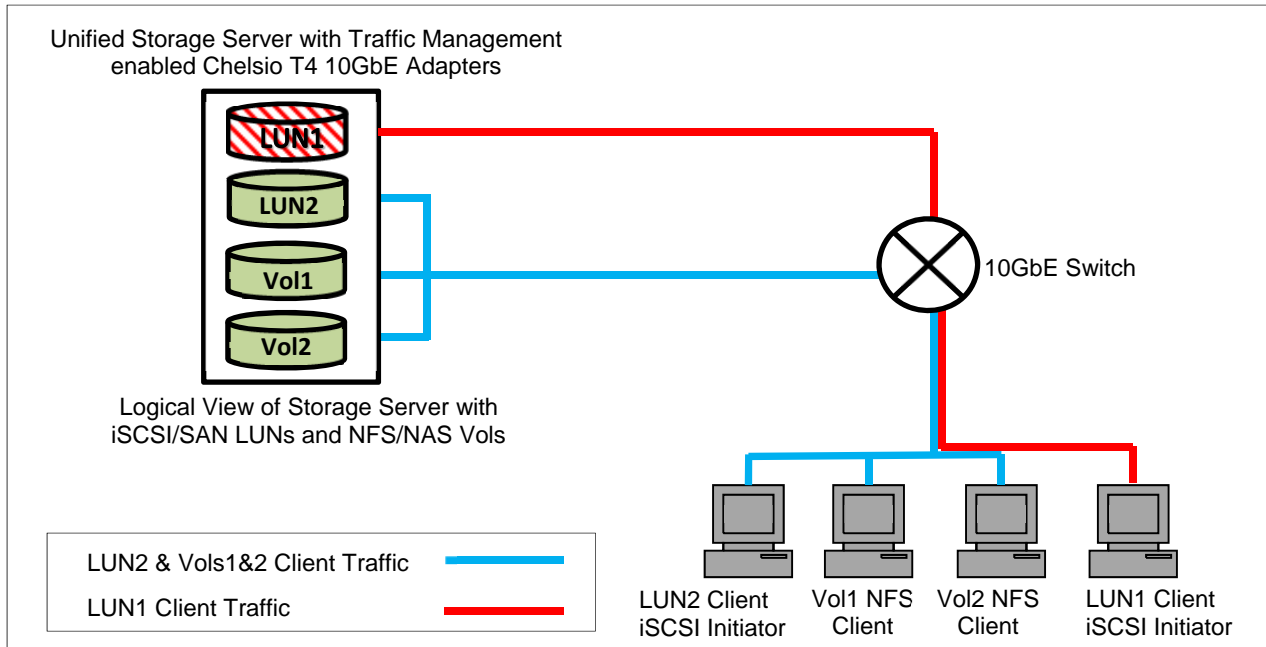 Unified Storage Server with Traffic Management
enabled Chelsio T4 10GbE Adapters
LUN1
LUN2
Vol1
Vol2
Logical View of Storage Server with
iSCSI/SAN LUNs and NFS/NAS Vols
10GbE Switch
LUN2 & Vols1&2 Client Traffic
LUN1 Client Traffic
LUN2 Client
iSCSI Initiator
Vol1 NFS
Client
Vol2 NFS
Client
LUN1 Client
iSCSI Initiator